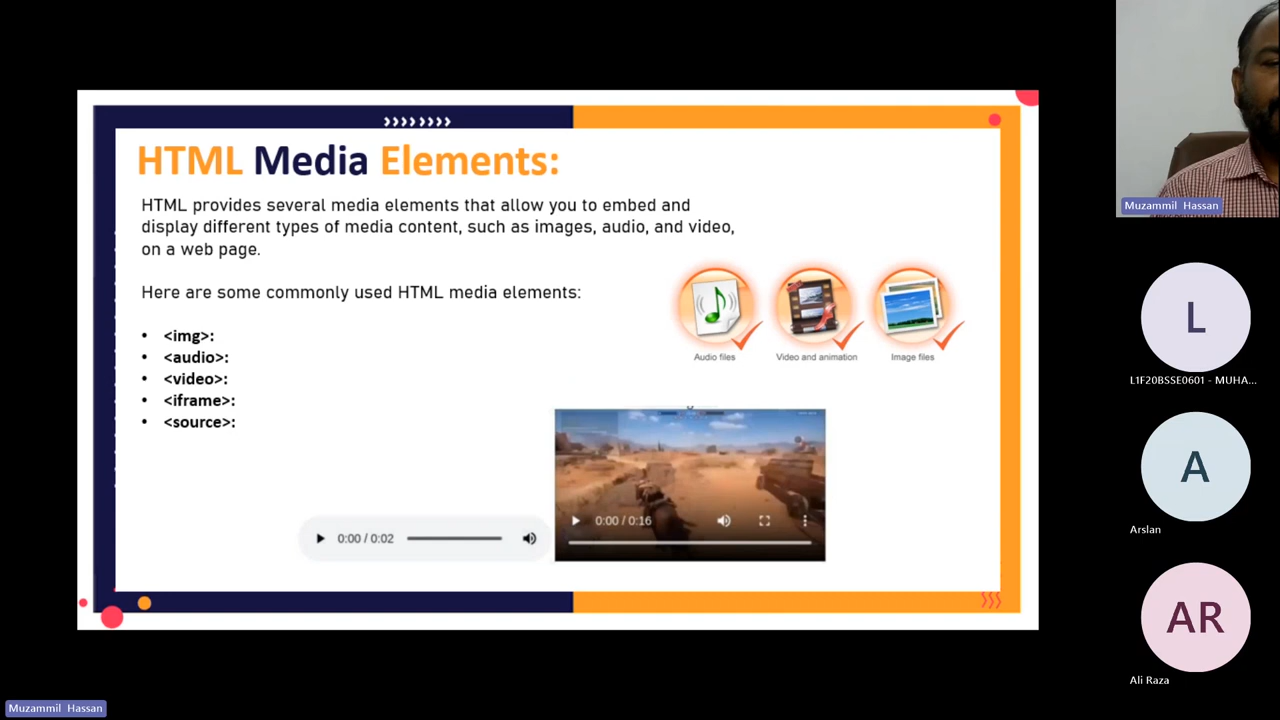 HTML Media Elements:
HTML provides several media elements that allow you to embed and
display different types of media content, such as images, audio, and video,
on a web page.
Here are some commonly used HTML media elements:
• <img>:
• <audio>:
• <video>:
• <iframe>:
• <source>:
Audio files
Video and animation
Image files
0:00 / 0:02
0:00 / 0:16
Muzammil Hassan
L
L1F20BSSE0601 - MUHA...
A
Arslan
AR
Ali Raza
Muzammil Hassan